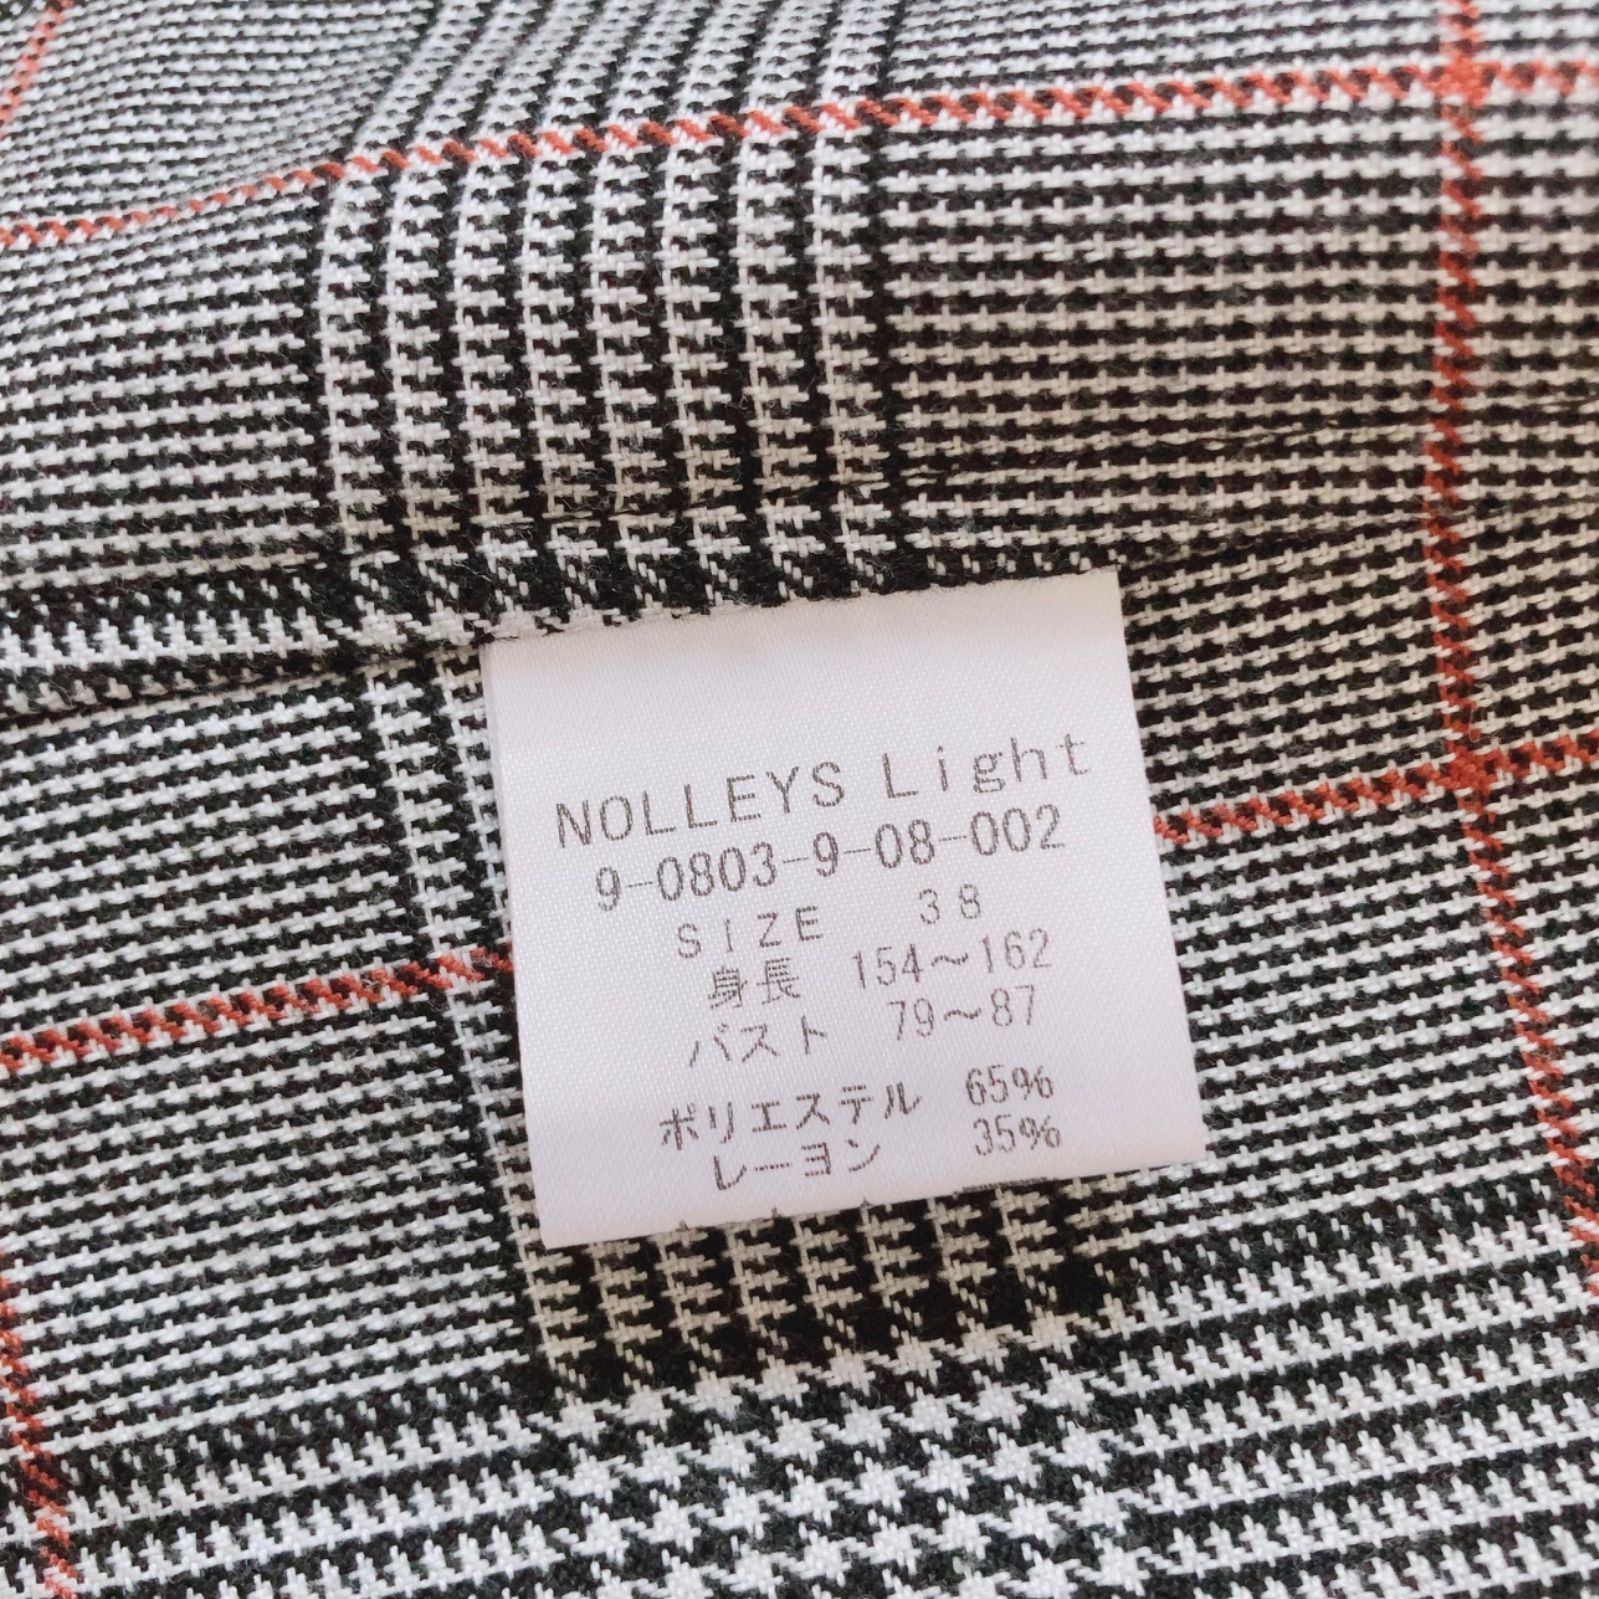 NOLLEYS Light
9-0803-9-08-002
SIZE 38
身長 154～162
バスト 79～87
ポリエステル 65%
レーヨン 35%